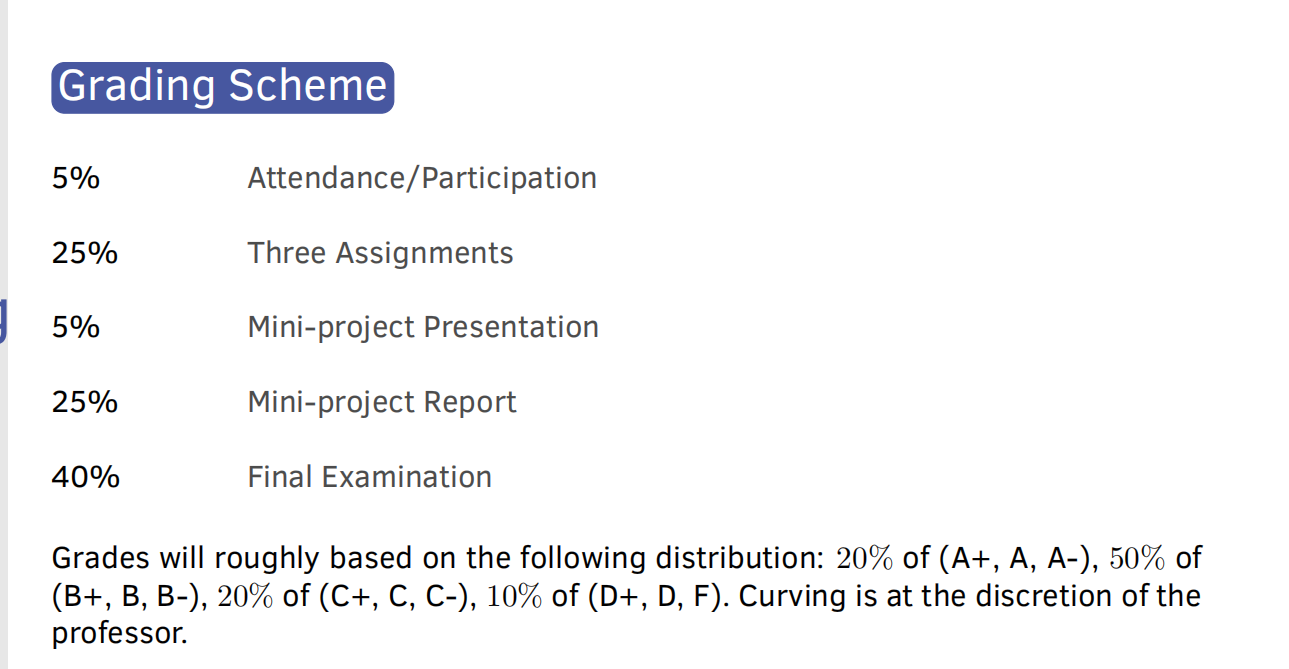 Grading Scheme
5% Attendance/Participation
25% Three Assignments
5% Mini-project Presentation
25% Mini-project Report
40% Final Examination
Grades will roughly based on the following distribution: 20% of (A+, A, A-), 50% of
(B+, B, B-), 20% of (C+, C, C-), 10% of (D+, D, F). Curving is at the discretion of the
professor.